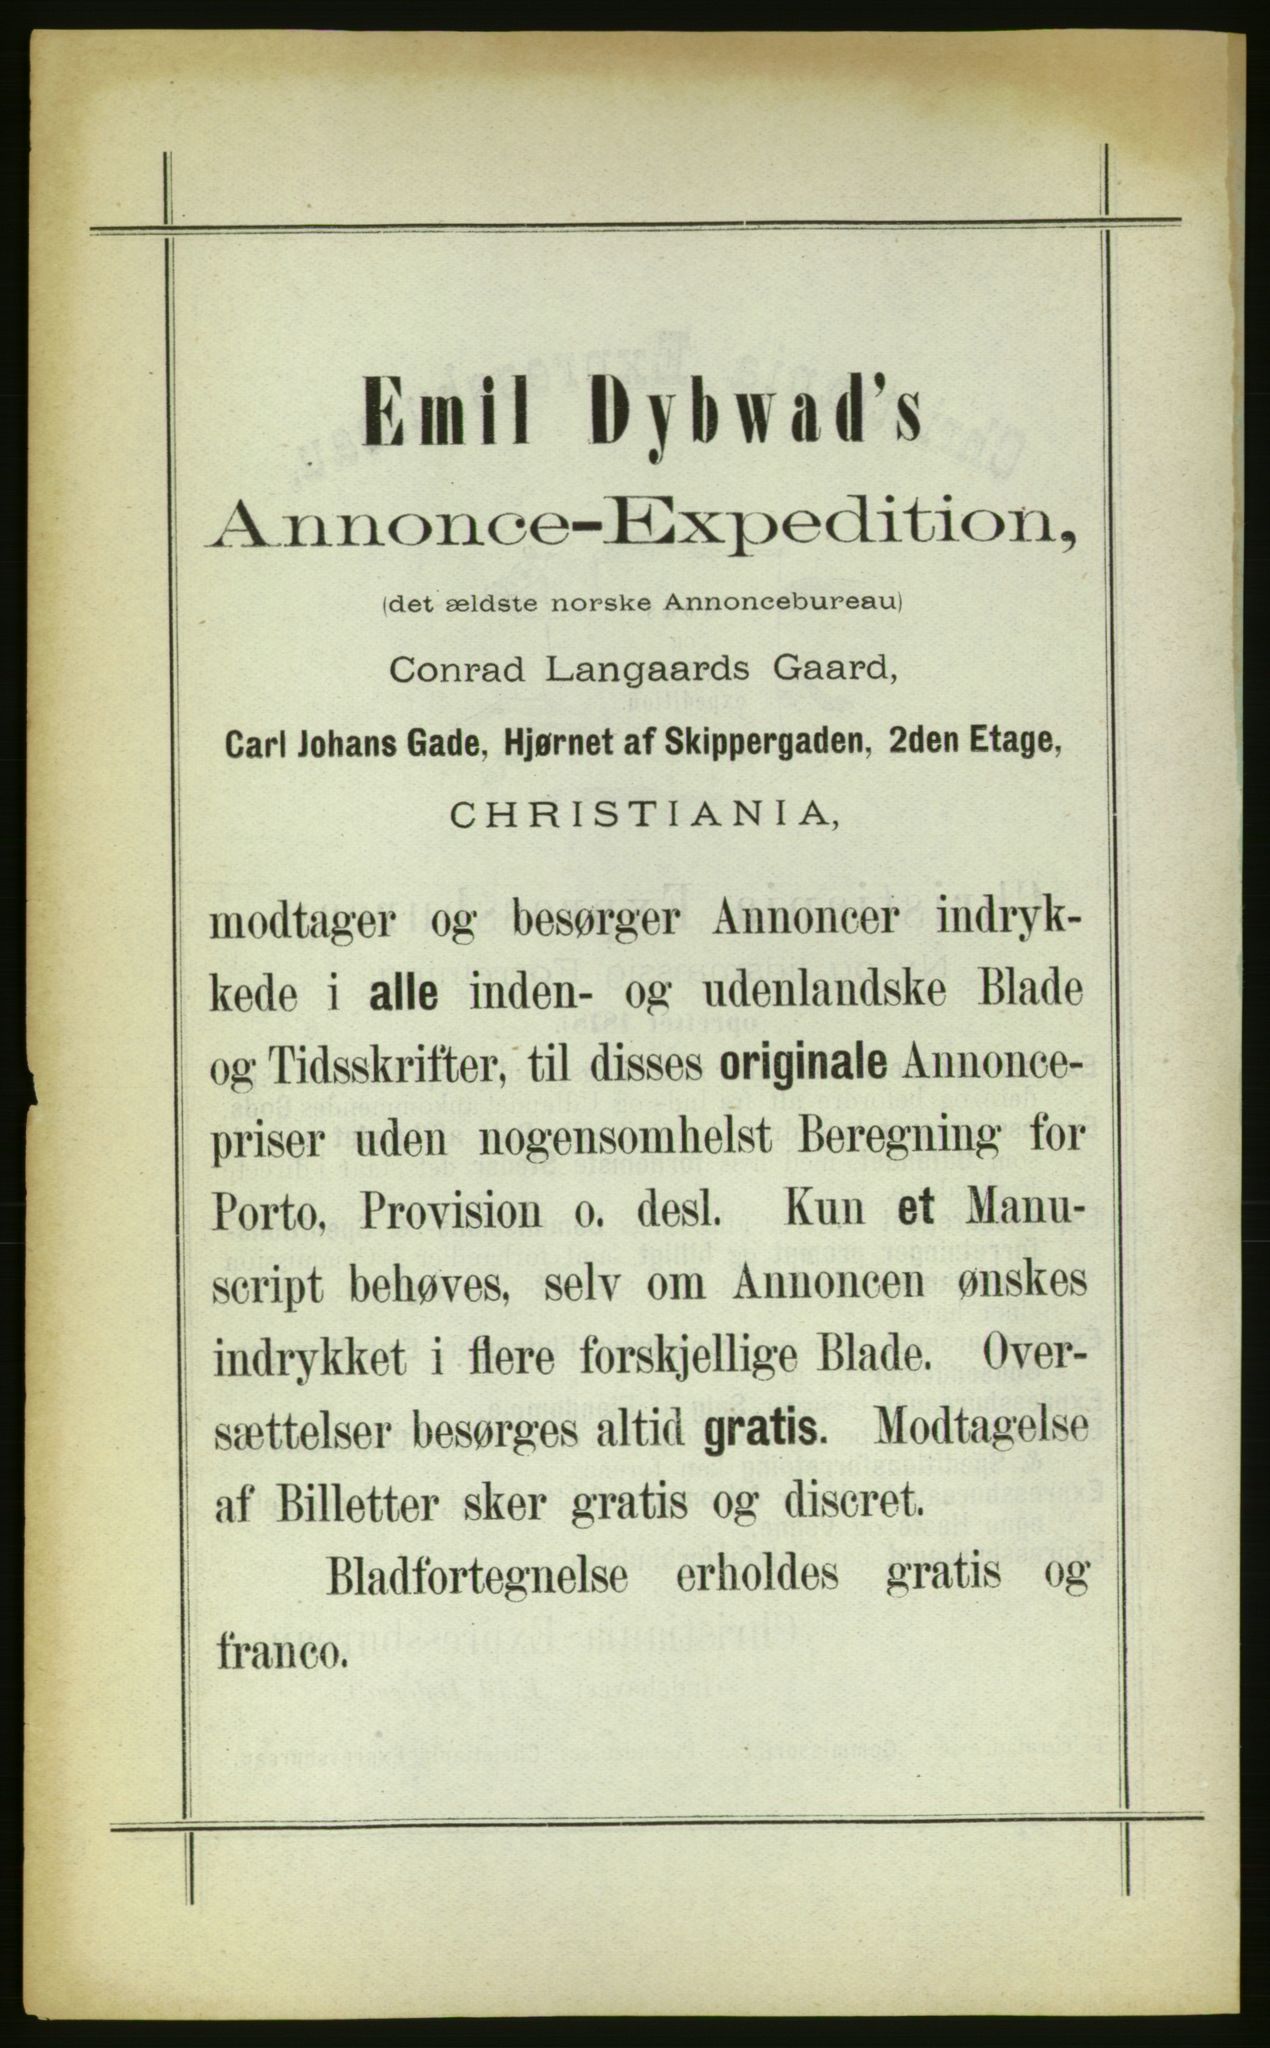 Emil Dybwad's
Annonce-Expedition,
(det ældste norske Annoncebureau)
Conrad Langaards Gaard,
Carl Johans Gade, Hjørnet af Skippergaden, 2den Etage,
CHRISTIANIA,
modtager og besørger Annoncer indryk-
kede i alle inden- og udenlandske Blade
og Tidsskrifter, til disses originale Annonce-
priser uden nogensomhelst Beregning for
Porto, Provision o. desl. Kun et Manu-
script behøves, selv om Annoncen ønskes
indrykket i flere forskjellige Blade. Over-
sættelser besørges altid gratis. Modtagelse
af Billetter sker gratis og discret.
Bladfortegnelse erholdes gratis og
franco.